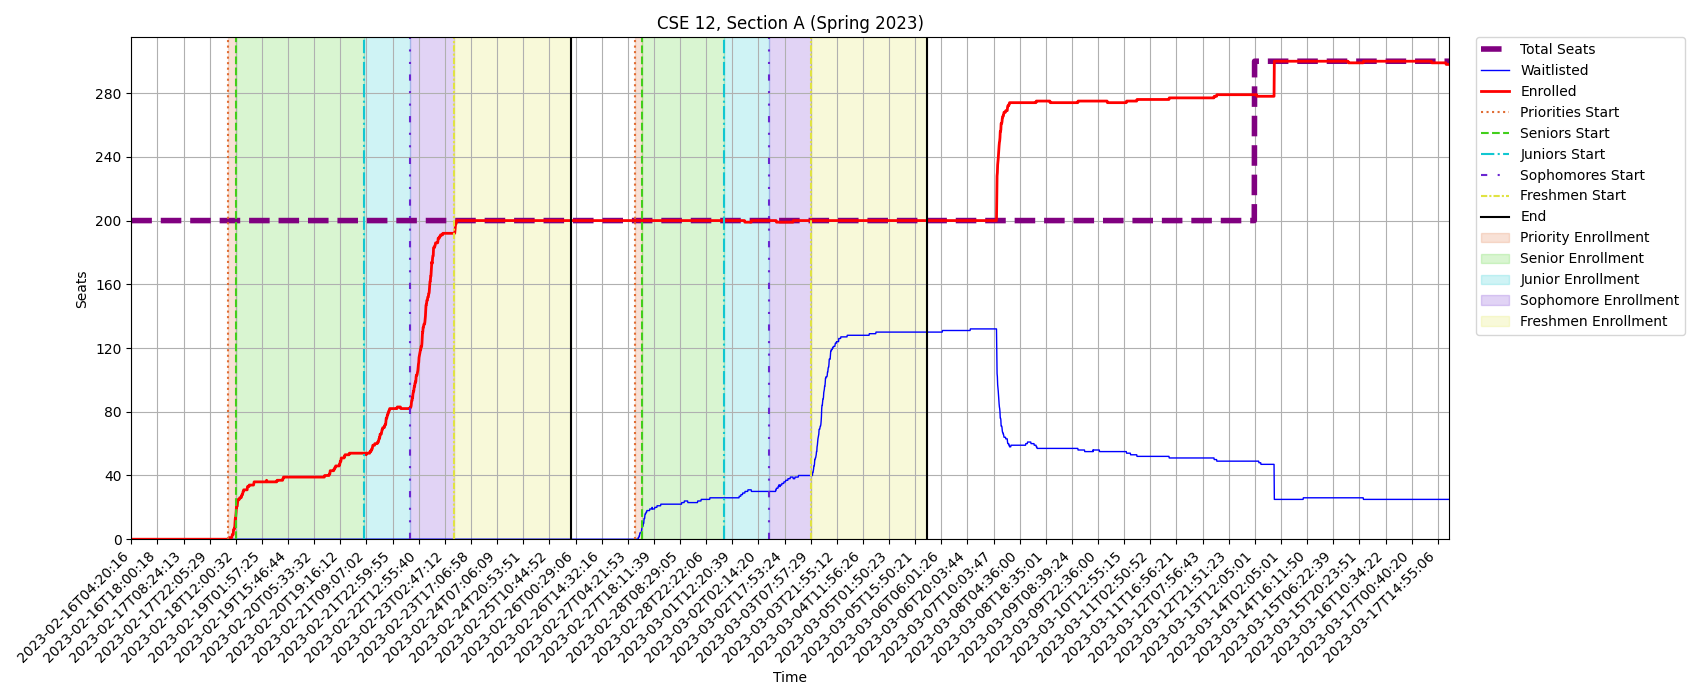 CSE 12, Section A (Spring 2023)
Seats
280
240
200
160
120
80
40
0
2023-02-16T04:20:16
2023-02-16T18:00:18
2023-02-17T08:24:13
2023-02-17T22:05:29
2023-02-18T12:00:32
2023-02-19T01:57:25
2023-02-19T15:46:44
2023-02-20T05:33:32
2023-02-20T19:16:12
2023-02-21T09:07:02
2023-02-21T22:59:55
2023-02-22T12:55:40
2023-02-23T02:47:12
2023-02-23T17:06:58
2023-02-24T07:06:09
2023-02-24T20:53:51
2023-02-25T10:44:52
2023-02-26T00:29:06
2023-02-26T14:32:16
2023-02-27T04:21:53
2023-02-27T18:11:39
2023-02-28T08:29:05
2023-02-28T22:22:06
2023-03-01T12:20:39
2023-03-02T02:14:20
2023-03-02T17:53:24
2023-03-03T07:57:29
2023-03-03T21:55:12
2023-03-04T11:56:26
2023-03-05T01:50:23
2023-03-05T15:50:21
2023-03-06T06:01:26
2023-03-06T20:03:44
2023-03-07T10:03:47
2023-03-08T04:36:00
2023-03-08T18:35:01
2023-03-09T08:39:24
2023-03-09T22:36:00
2023-03-10T12:55:15
2023-03-11T02:50:52
2023-03-11T16:56:21
2023-03-12T07:56:43
2023-03-12T21:51:23
2023-03-13T12:05:01
2023-03-14T02:05:01
2023-03-14T16:11:50
2023-03-15T06:22:39
2023-03-15T20:23:51
2023-03-16T10:34:22
2023-03-17T00:40:20
2023-03-17T14:55:06
Time
Total Seats
Waitlisted
Enrolled
Priorities Start
Seniors Start
Juniors Start
Sophomores Start
Freshmen Start
End
Priority Enrollment
Senior Enrollment
Junior Enrollment
Sophomore Enrollment
Freshmen Enrollment